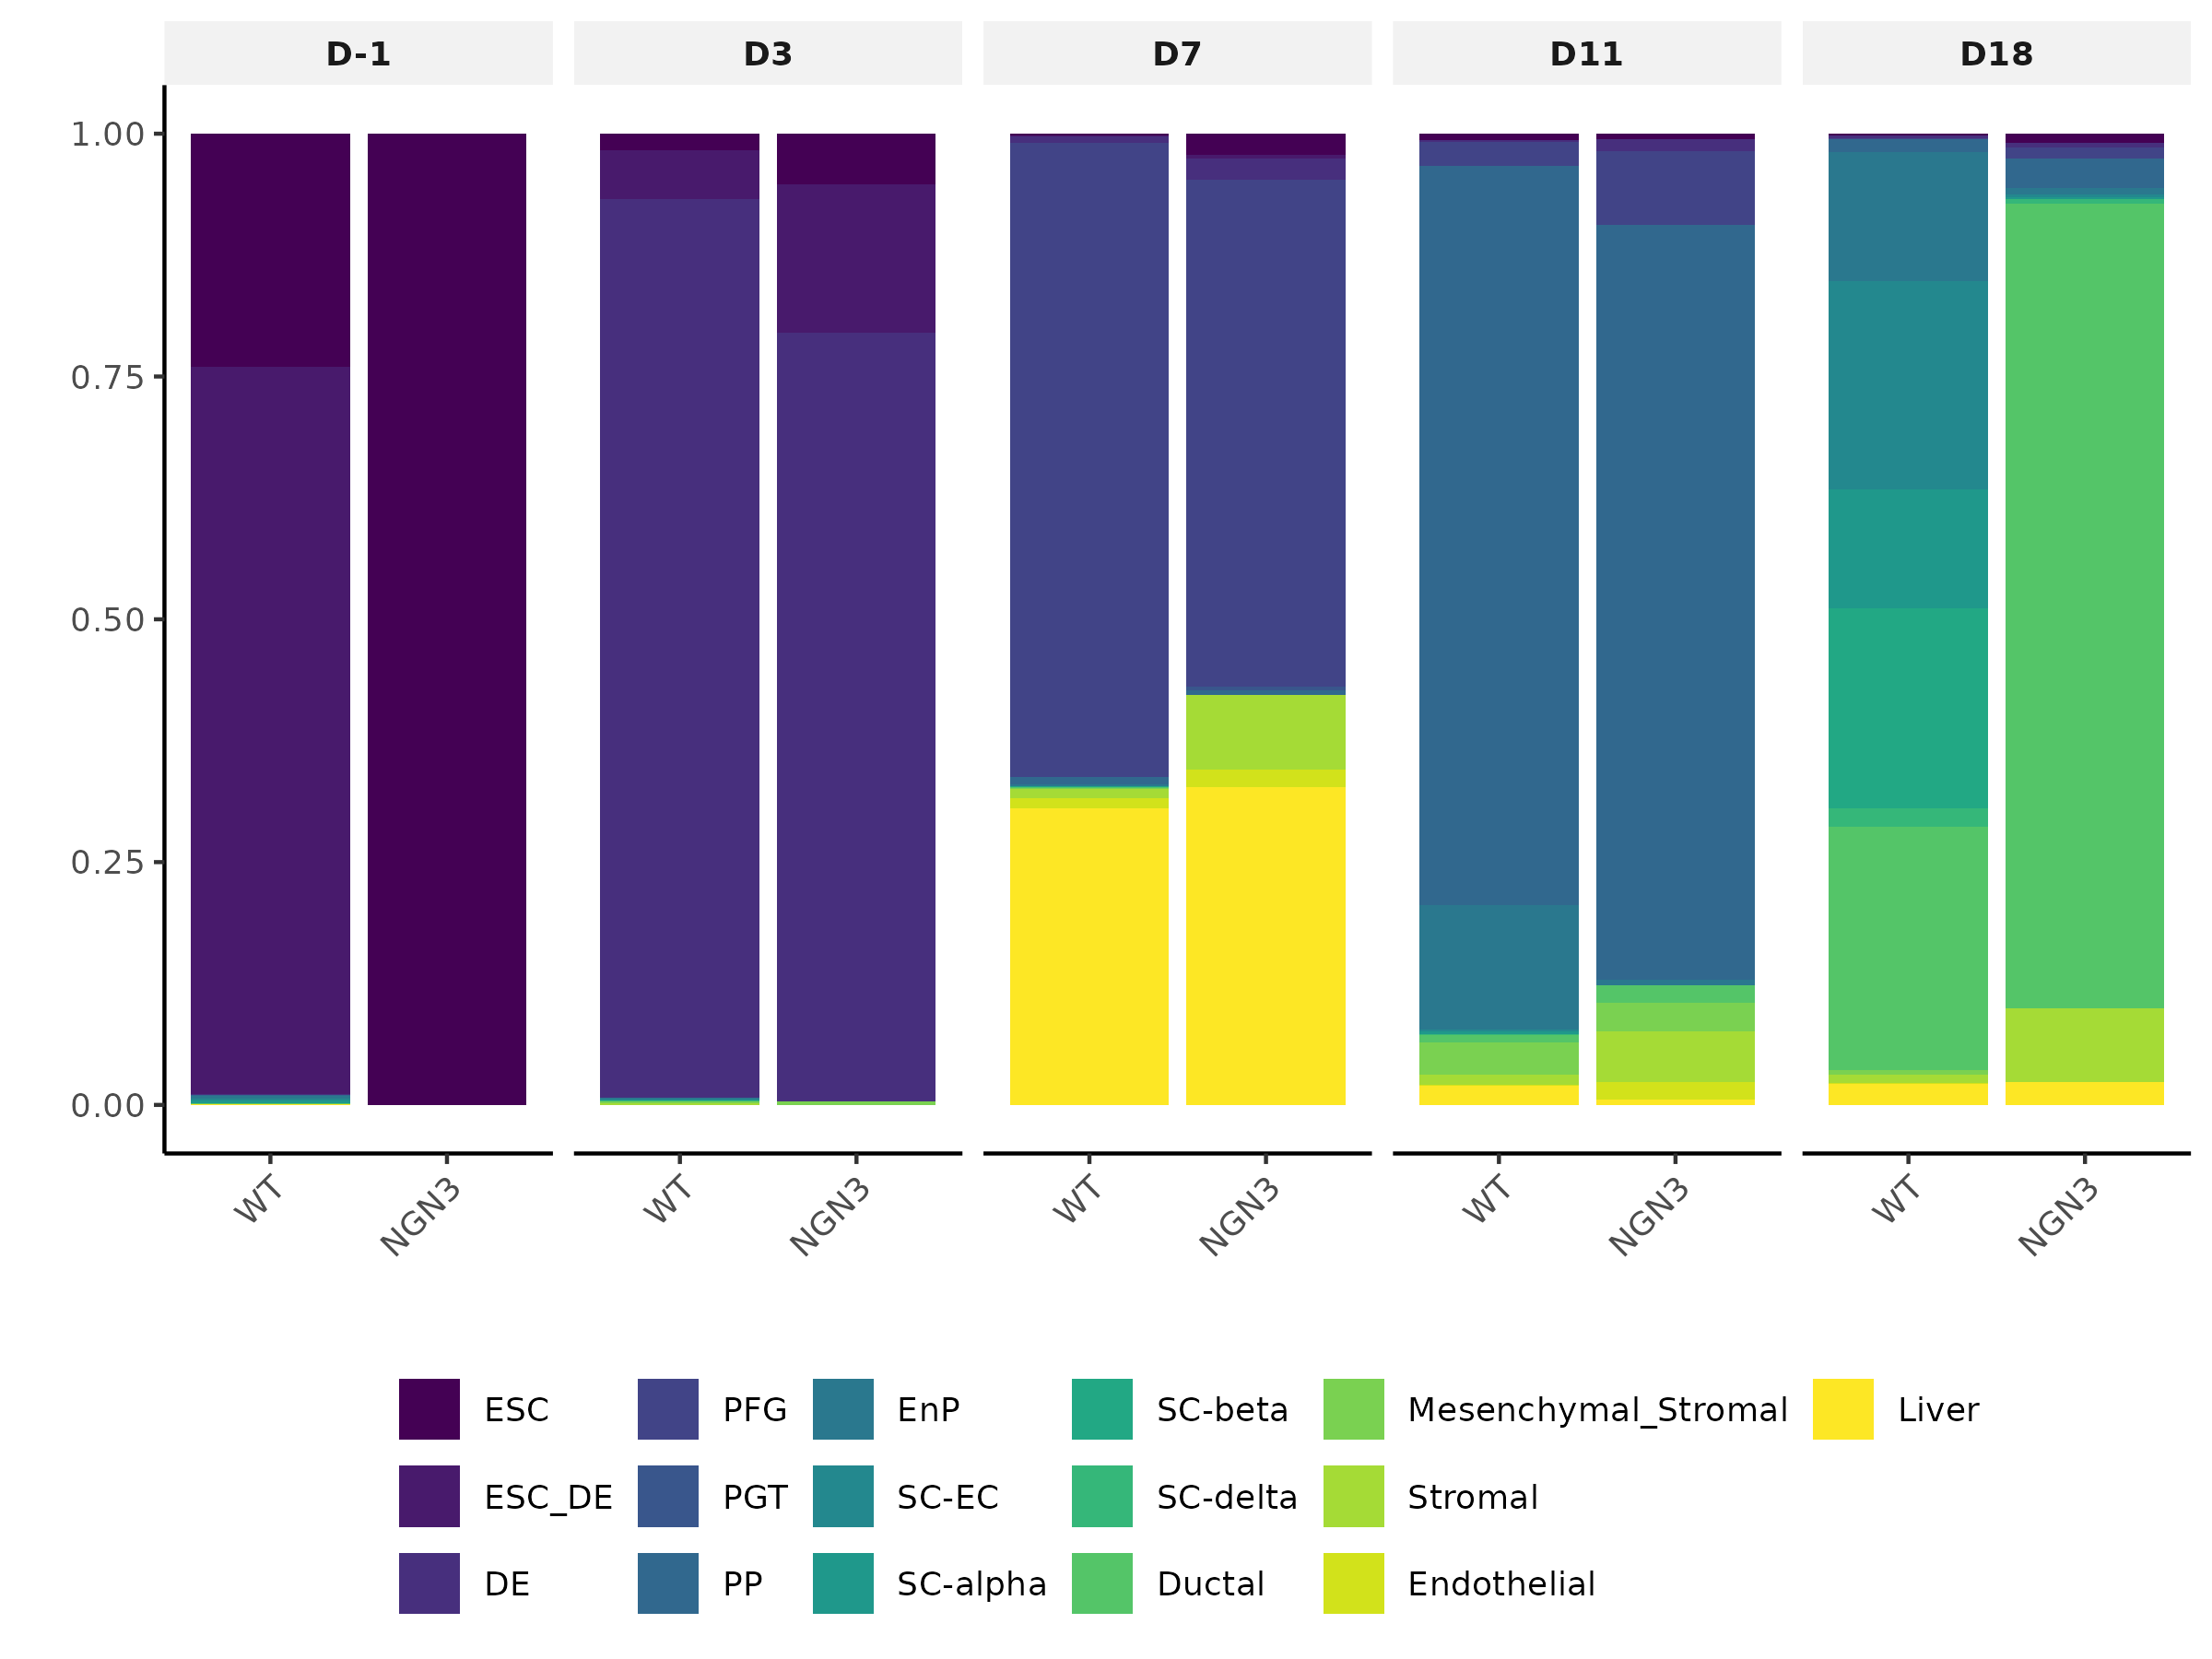 D-1 D3 D7 D11 D18
1.00
0.75
0.50
0.25
0.00
WT NGN3 WT NGN3 WT NGN3 WT NGN3 WT NGN3
ESC PFG EnP SC-beta Mesenchymal_Stromal Liver
ESC_DE PGT SC-EC SC-delta Stromal
DE PP SC-alpha Ductal Endothelial